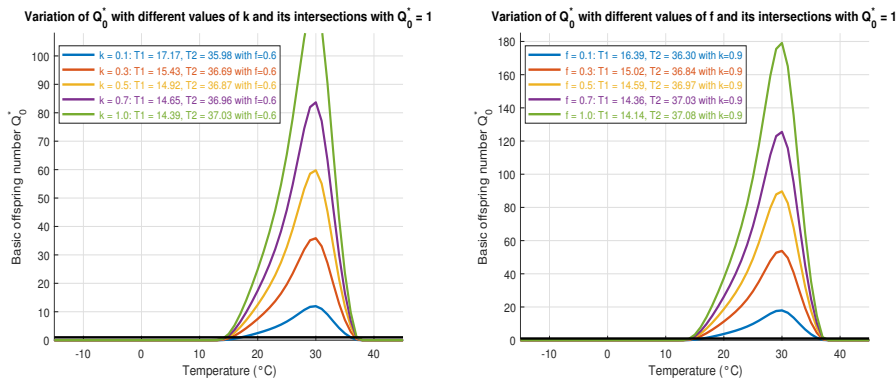 Variation of Q*0 with different values of k and its intersections with Q*0 = 1
100
80
60
40
20
0
90
70
50
30
10
k = 0.1: T1 = 17.17, T2 = 35.98 with f=0.6
k = 0.3: T1 = 15.43, T2 = 36.69 with f=0.6
k = 0.5: T1 = 14.92, T2 = 36.87 with f=0.6
k = 0.7: T1 = 14.65, T2 = 36.96 with f=0.6
k = 1.0: T1 = 14.39, T2 = 37.03 with f=0.6
Basic offspring number Q*0
-10 0 10 20 30 40
Temperature (°C)
Variation of Q*0 with different values of f and its intersections with Q*0 = 1
180
160
140
120
100
80
60
40
20
0
f = 0.1: T1 = 16.39, T2 = 36.30 with k=0.9
f = 0.3: T1 = 15.02, T2 = 36.84 with k=0.9
f = 0.5: T1 = 14.59, T2 = 36.97 with k=0.9
f = 0.7: T1 = 14.36, T2 = 37.03 with k=0.9
f = 1.0: T1 = 14.14, T2 = 37.08 with k=0.9
Basic offspring number Q*0
-10 0 10 20 30 40
Temperature (°C)